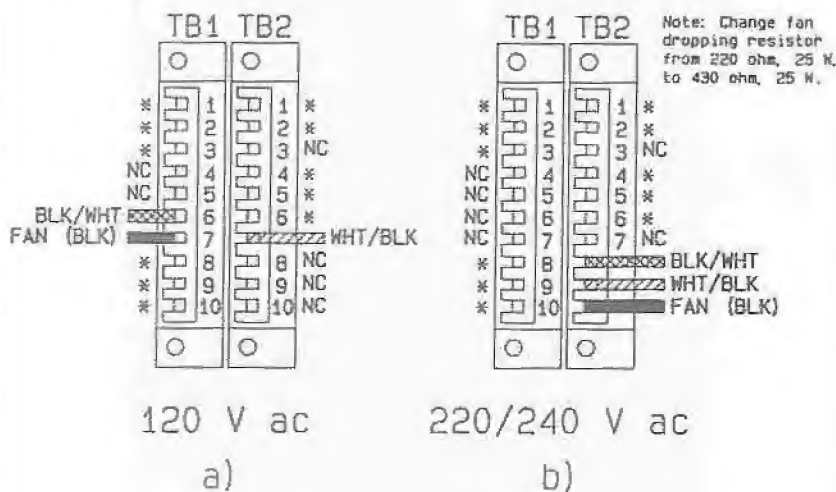 TB1 TB2
* 1 1 *
* 2 2 *
* 3 3 NC
NC 4 4 *
NC 5 5 *
BLK/WHT 6 6 *
FAN (BLK) 7 WHT/BLK
* 8 8 NC
* 9 9 NC
* 10 10 NC
120 V ac
a)
TB1 TB2
* 1 1 *
* 2 2 *
* 3 3 NC
NC 4 4 *
NC 5 5 *
NC 6 6 *
NC 7 7 NC
* 8 BLK/WHT
* 9 WHT/BLK
* 10 FAN (BLK)
220/240 V ac
b)
Note: Change fan
dropping resistor
from 220 ohm, 25 W.
to 430 ohm, 25 W.